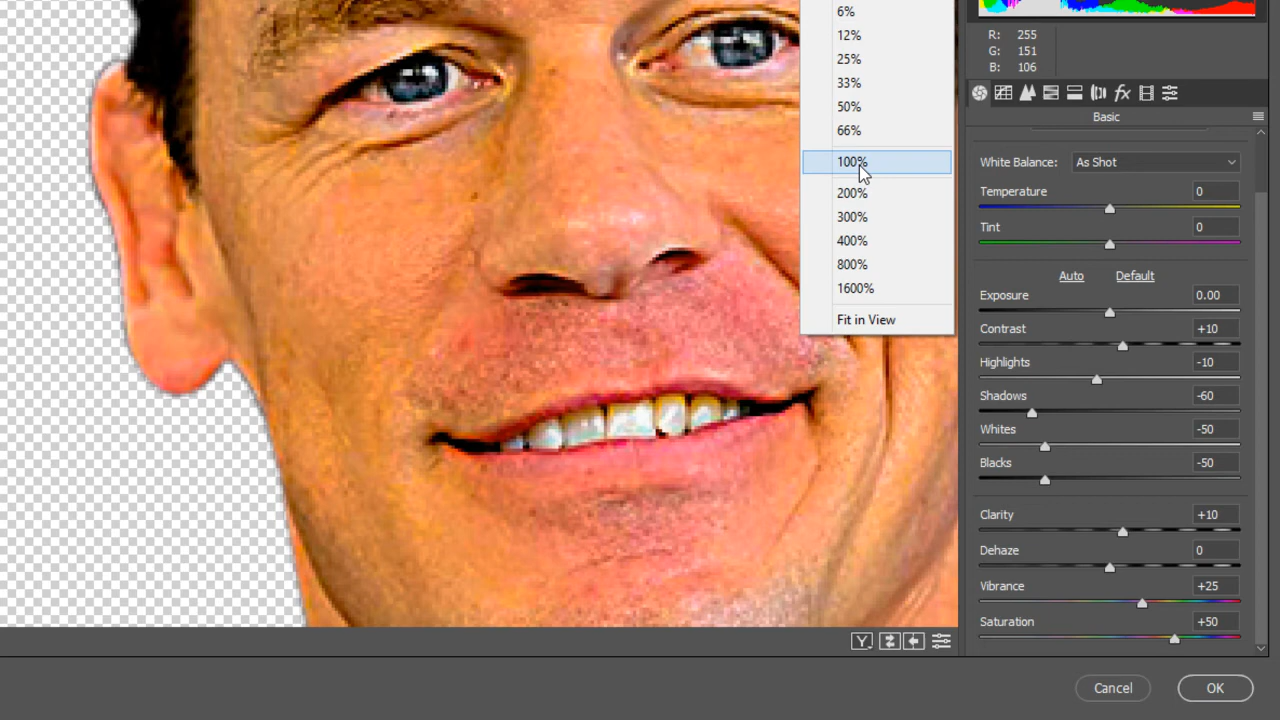 6%
12%
25%
33%
50%
66%
100%
200%
300%
400%
800%
1600%
Fit in View
R: 255
G: 151
B: 106
fx
Basic
White Balance: As Shot
Temperature 0
Tint 0
Auto Default
Exposure 0.00
Contrast +10
Highlights -10
Shadows -60
Whites -50
Blacks -50
Clarity +10
Dehaze 0
Vibrance +25
Saturation +50
Y
Cancel OK